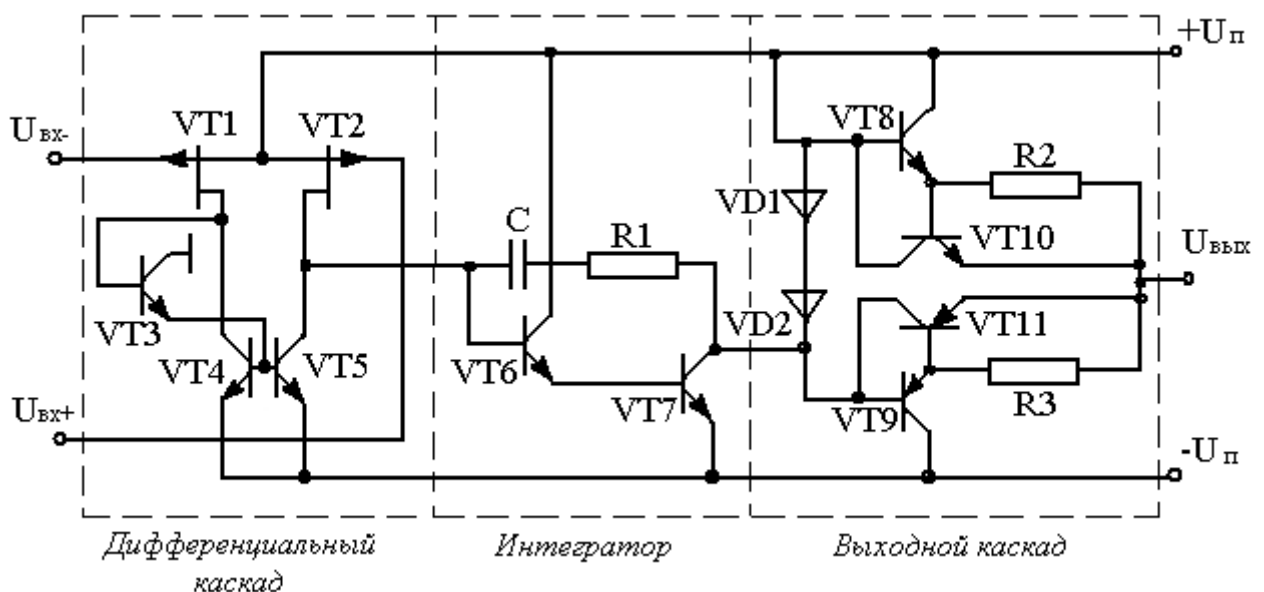 +Uп
VT8
VT1
VT2
Uвх-
R2
VD1
C
R1
VT10
Uвых
VT3
VD2
VT11
VT6
VT4
VT5
VT7
VT9
R3
Uвх+
-Uп
Дифференциальный
каскад
Интегратор
Выходной каскад